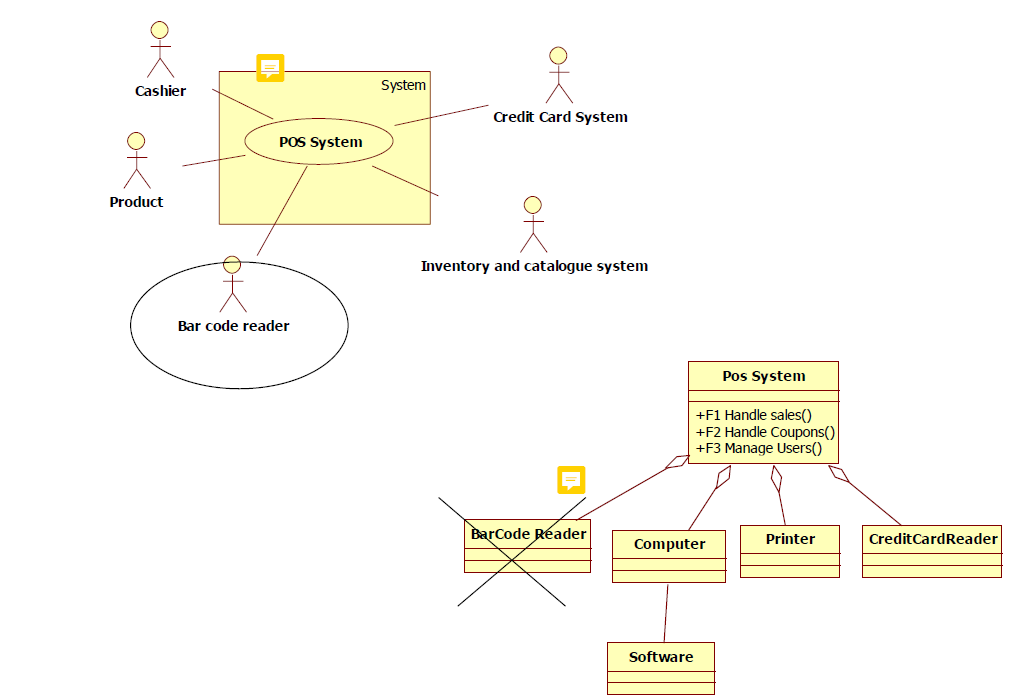 Cashier
System
Credit Card System
POS System
Product
Inventory and catalogue system
Bar code reader
Pos System
+F1 Handle sales()
+F2 Handle Coupons()
+F3 Manage Users()
BarCode Reader
Computer
Printer
CreditCardReader
Software